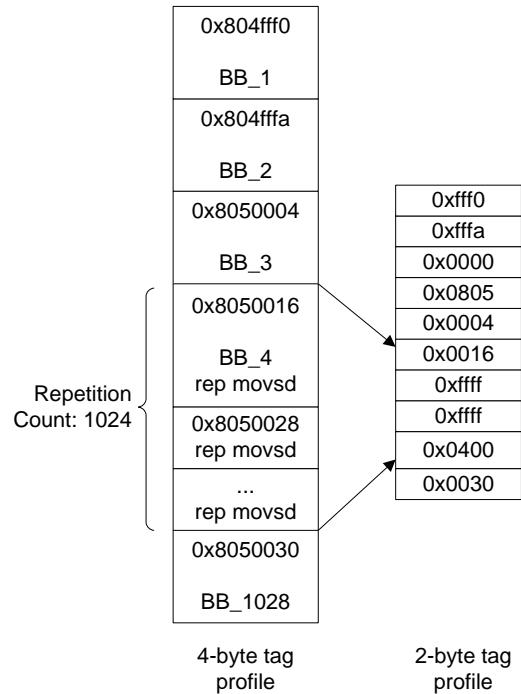 0x804fff0
BB_1
0x804fffa
BB_2
0x8050004
BB_3
0x8050016
BB_4
rep movsd
0x8050028
rep movsd
...
rep movsd
0x8050030
BB_1028
4-byte tag
profile
Repetition
Count: 1024
0xfff0
0xfffa
0x0000
0x0805
0x0004
0x0016
0xffff
0xffff
0x0400
0x0030
2-byte tag
profile